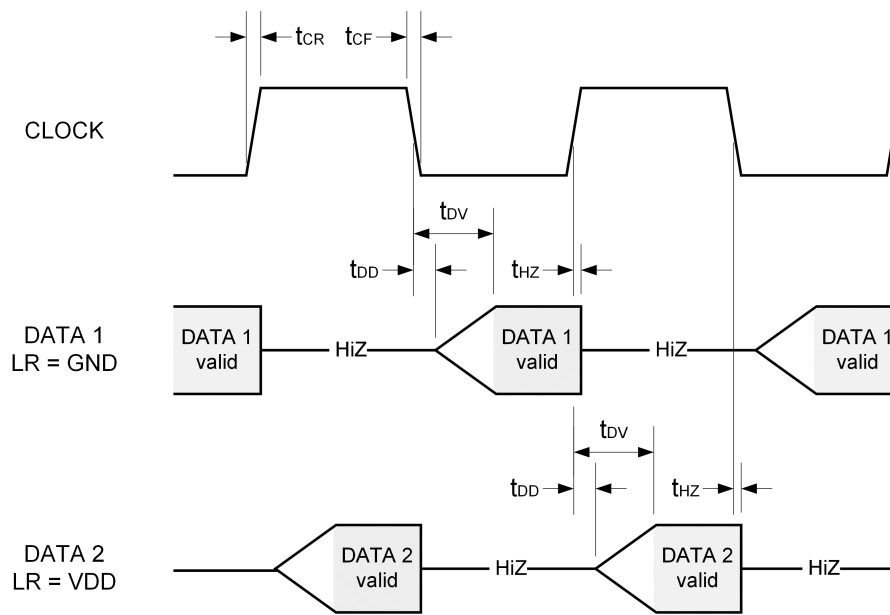 tCR
tCF
CLOCK
tDV
tDD
tHZ
DATA 1
LR = GND
DATA 1
valid
HiZ
DATA 1
valid
HiZ
DATA 1
valid
tDV
tDD
tHZ
DATA 2
LR = VDD
DATA 2
valid
HiZ
DATA 2
valid
HiZ